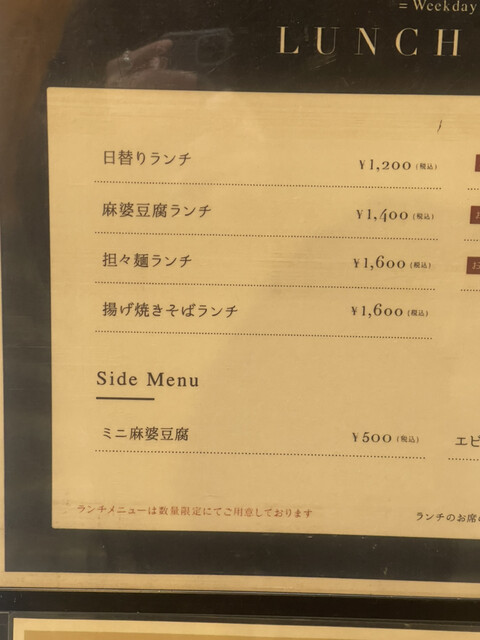 = Weekday
LUNCH
日替りランチ ¥1,200 (税込)
麻婆豆腐ランチ ¥1,400 (税込)
担々麺ランチ ¥1,600 (税込)
揚げ焼きそばランチ ¥1,600 (税込)
Side Menu
ミニ麻婆豆腐 ¥500 (税込)
エビ
ランチメニューは数量限定にてご用意しております
ランチのお席